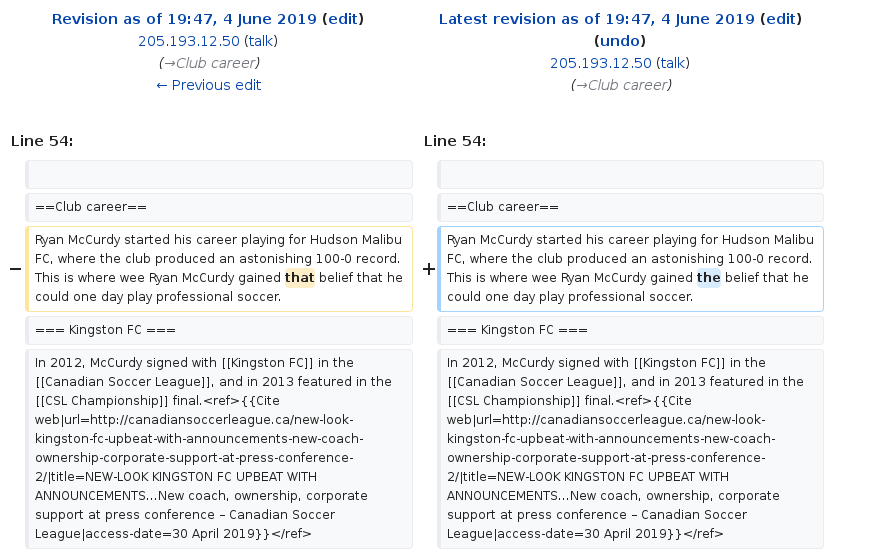 Revision as of 19:47, 4 June 2019 (edit)
205.193.12.50 (talk)
(→Club career)
← Previous edit
Latest revision as of 19:47, 4 June 2019 (edit)
(undo)
205.193.12.50 (talk)
(→Club career)
Line 54:
Line 54:
==Club career==
==Club career==
−
Ryan McCurdy started his career playing for Hudson Malibu
FC, where the club produced an astonishing 100-0 record.
This is where wee Ryan McCurdy gained that belief that he
could one day play professional soccer.
+
Ryan McCurdy started his career playing for Hudson Malibu
FC, where the club produced an astonishing 100-0 record.
This is where wee Ryan McCurdy gained the belief that he
could one day play professional soccer.
=== Kingston FC ===
=== Kingston FC ===
In 2012, McCurdy signed with [[Kingston FC]] in the
[[Canadian Soccer League]], and in 2013 featured in the
[[CSL Championship]] final.<ref>{{Cite
web|url=http://canadiansoccerleague.ca/new-look-
kingston-fc-upbeat-with-announcements-new-coach-
ownership-corporate-support-at-press-conference-
2/|title=NEW-LOOK KINGSTON FC UPBEAT WITH
ANNOUNCEMENTS...New coach, ownership, corporate
support at press conference – Canadian Soccer
League|access-date=30 April 2019}}</ref>
In 2012, McCurdy signed with [[Kingston FC]] in the
[[Canadian Soccer League]], and in 2013 featured in the
[[CSL Championship]] final.<ref>{{Cite
web|url=http://canadiansoccerleague.ca/new-look-
kingston-fc-upbeat-with-announcements-new-coach-
ownership-corporate-support-at-press-conference-
2/|title=NEW-LOOK KINGSTON FC UPBEAT WITH
ANNOUNCEMENTS...New coach, ownership, corporate
support at press conference – Canadian Soccer
League|access-date=30 April 2019}}</ref>